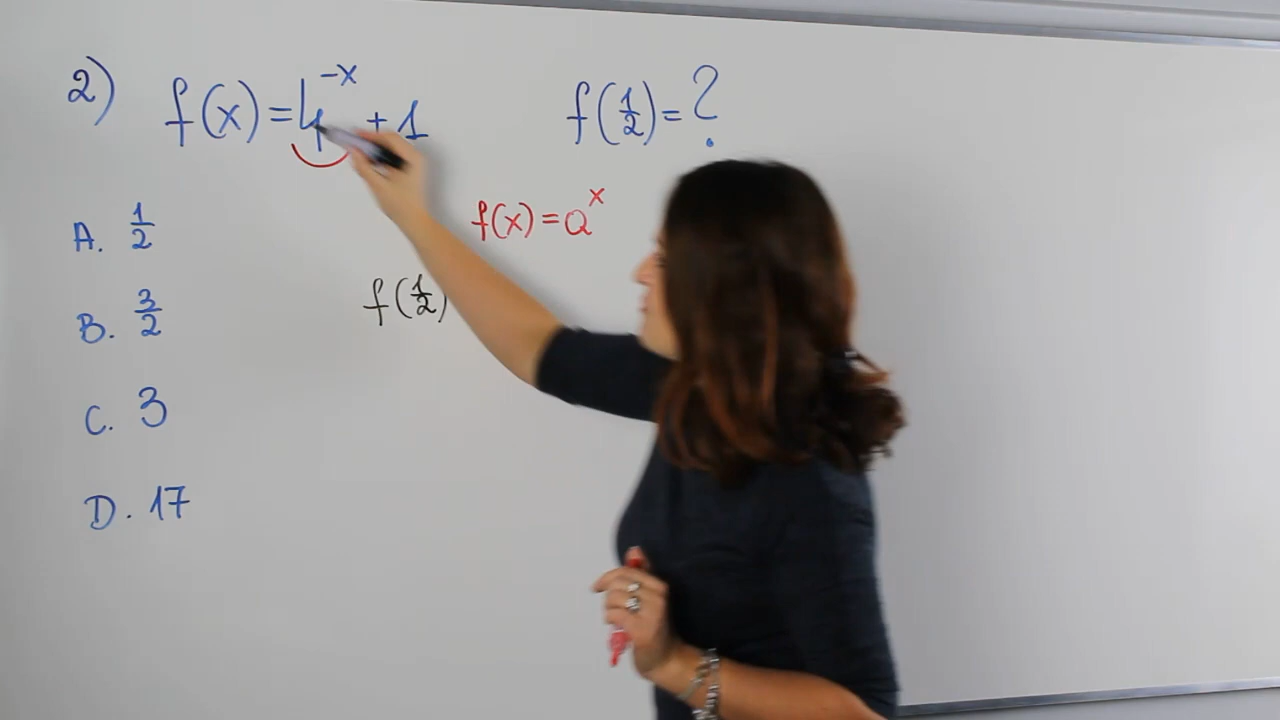 2) f(x)=4^{-x}+1 f(1/2)=?
f(x)=a^x
A. 1/2
f(1/2)
B. 3/2
C. 3
D. 17